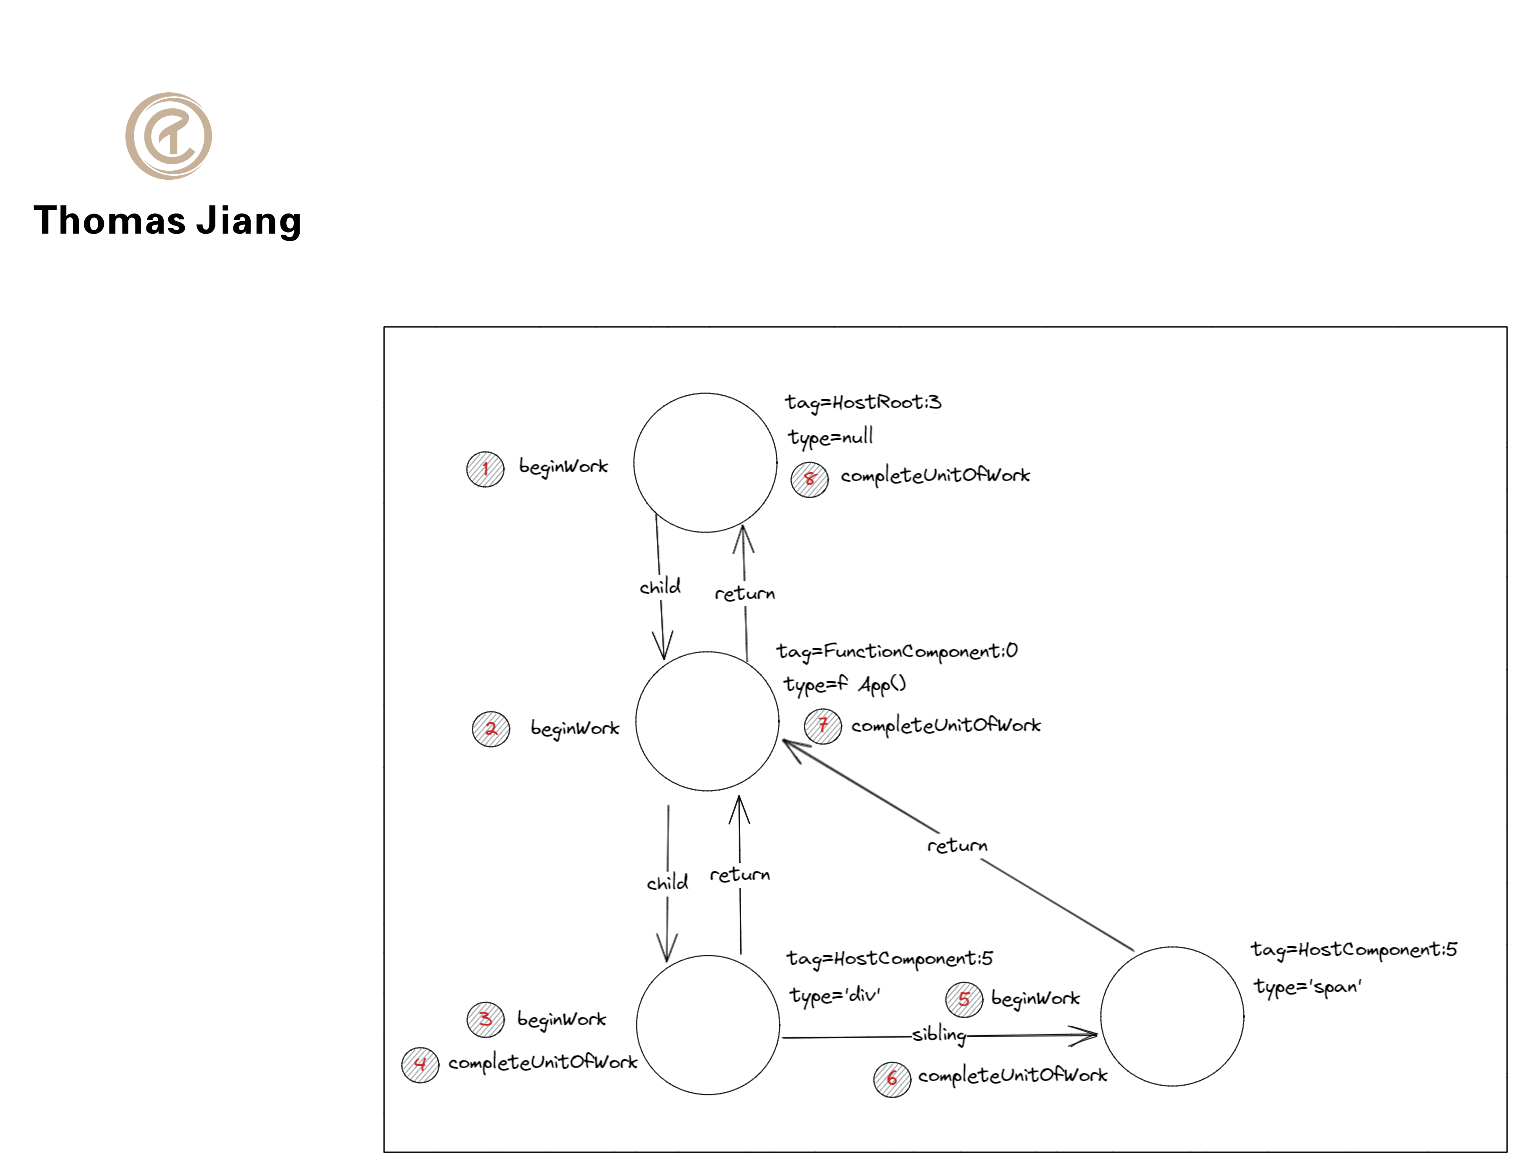 Thomas Jiang
tag=HostRoot:3
type=null
1 beginWork
8 completeUnitOfWork
child
return
tag=FunctionComponent:0
type=f App()
2 beginWork
7 completeUnitOfWork
return
child
return
tag=HostComponent:5
type='div'
tag=HostComponent:5
type='span'
5 beginWork
3 beginWork
sibling
4 completeUnitOfWork
6 completeUnitOfWork